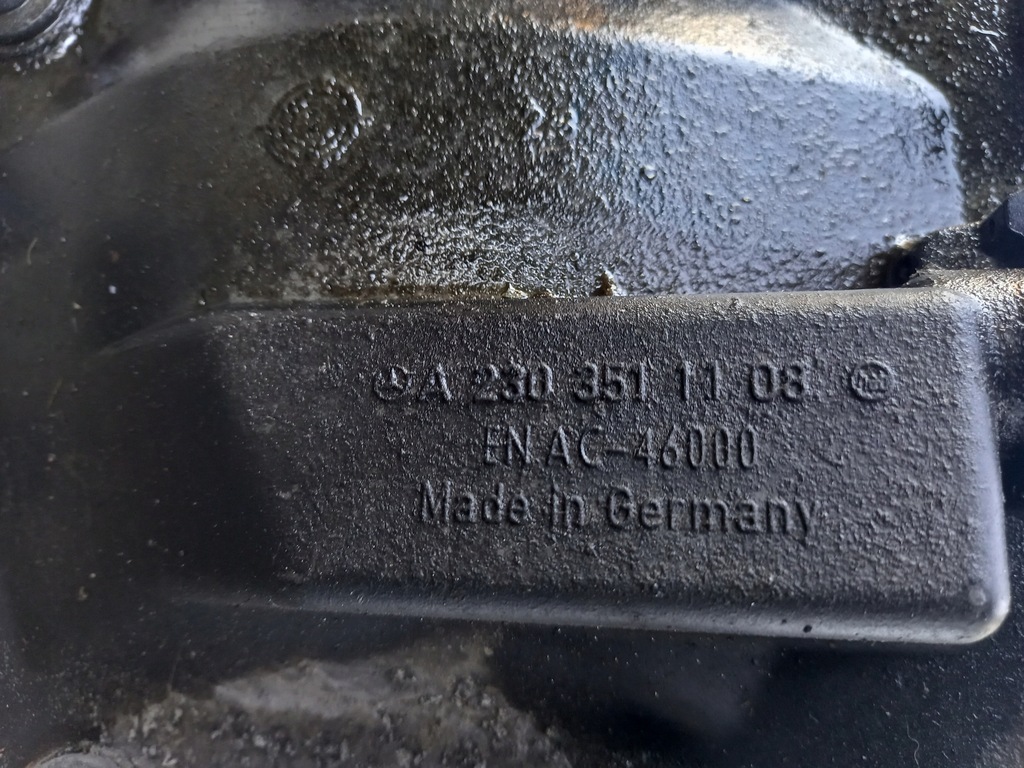 A 230 351 11 08
EN AC-46000
Made in Germany